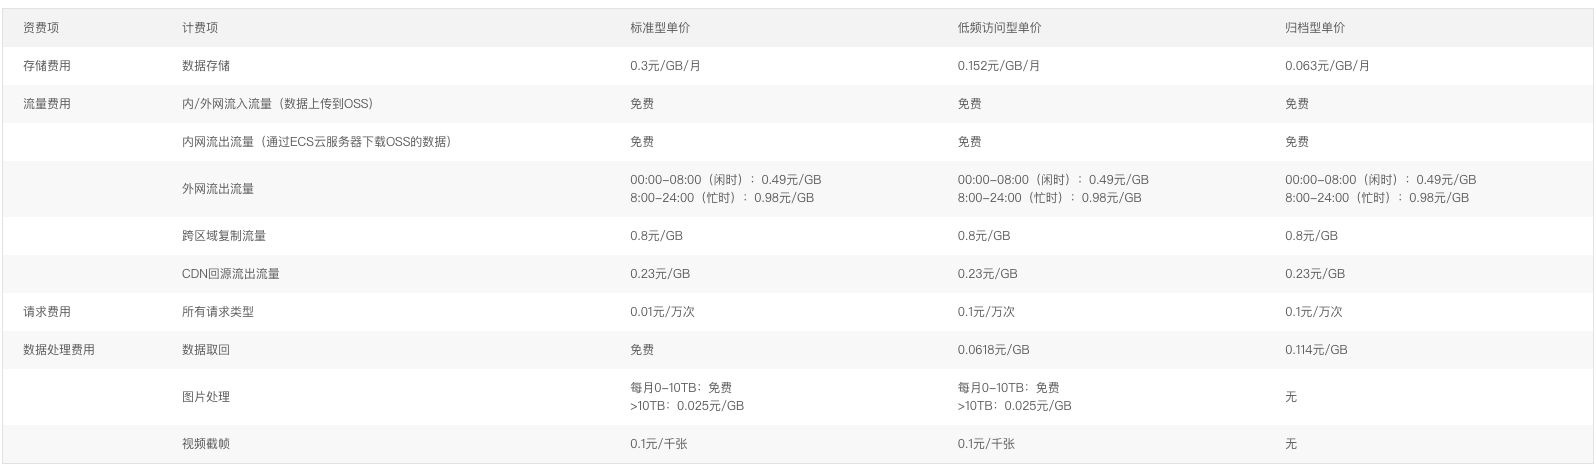 资费项 计费项 标准型单价 低频访问型单价 归档型单价
存储费用 数据存储 0.3元/GB/月 0.152元/GB/月 0.063元/GB/月
流量费用 内/外网流入流量（数据上传到OSS） 免费 免费 免费
内网流出流量（通过ECS云服务器下载OSS的数据） 免费 免费 免费
外网流出流量 00:00-08:00（闲时）：0.49元/GB 00:00-08:00（闲时）：0.49元/GB 00:00-08:00（闲时）：0.49元/GB
8:00-24:00（忙时）：0.98元/GB 8:00-24:00（忙时）：0.98元/GB 8:00-24:00（忙时）：0.98元/GB
跨区域复制流量 0.8元/GB 0.8元/GB 0.8元/GB
CDN回源流出流量 0.23元/GB 0.23元/GB 0.23元/GB
请求费用 所有请求类型 0.01元/万次 0.1元/万次 0.1元/万次
数据处理费用 数据取回 免费 0.0618元/GB 0.114元/GB
图片处理 每月0-10TB：免费 每月0-10TB：免费 无
>10TB：0.025元/GB >10TB：0.025元/GB
视频截帧 0.1元/千张 0.1元/千张 无